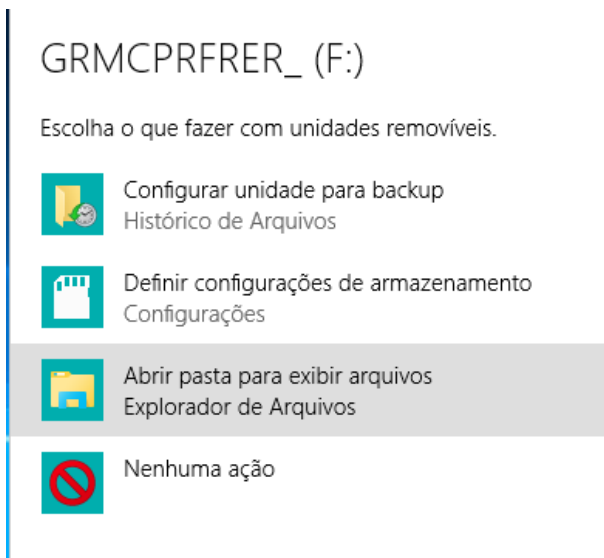 GRMCPRFRER_ (F:)
Escolha o que fazer com unidades removíveis.
Configurar unidade para backup
Histórico de Arquivos
Definir configurações de armazenamento
Configurações
Abrir pasta para exibir arquivos
Explorador de Arquivos
Nenhuma ação